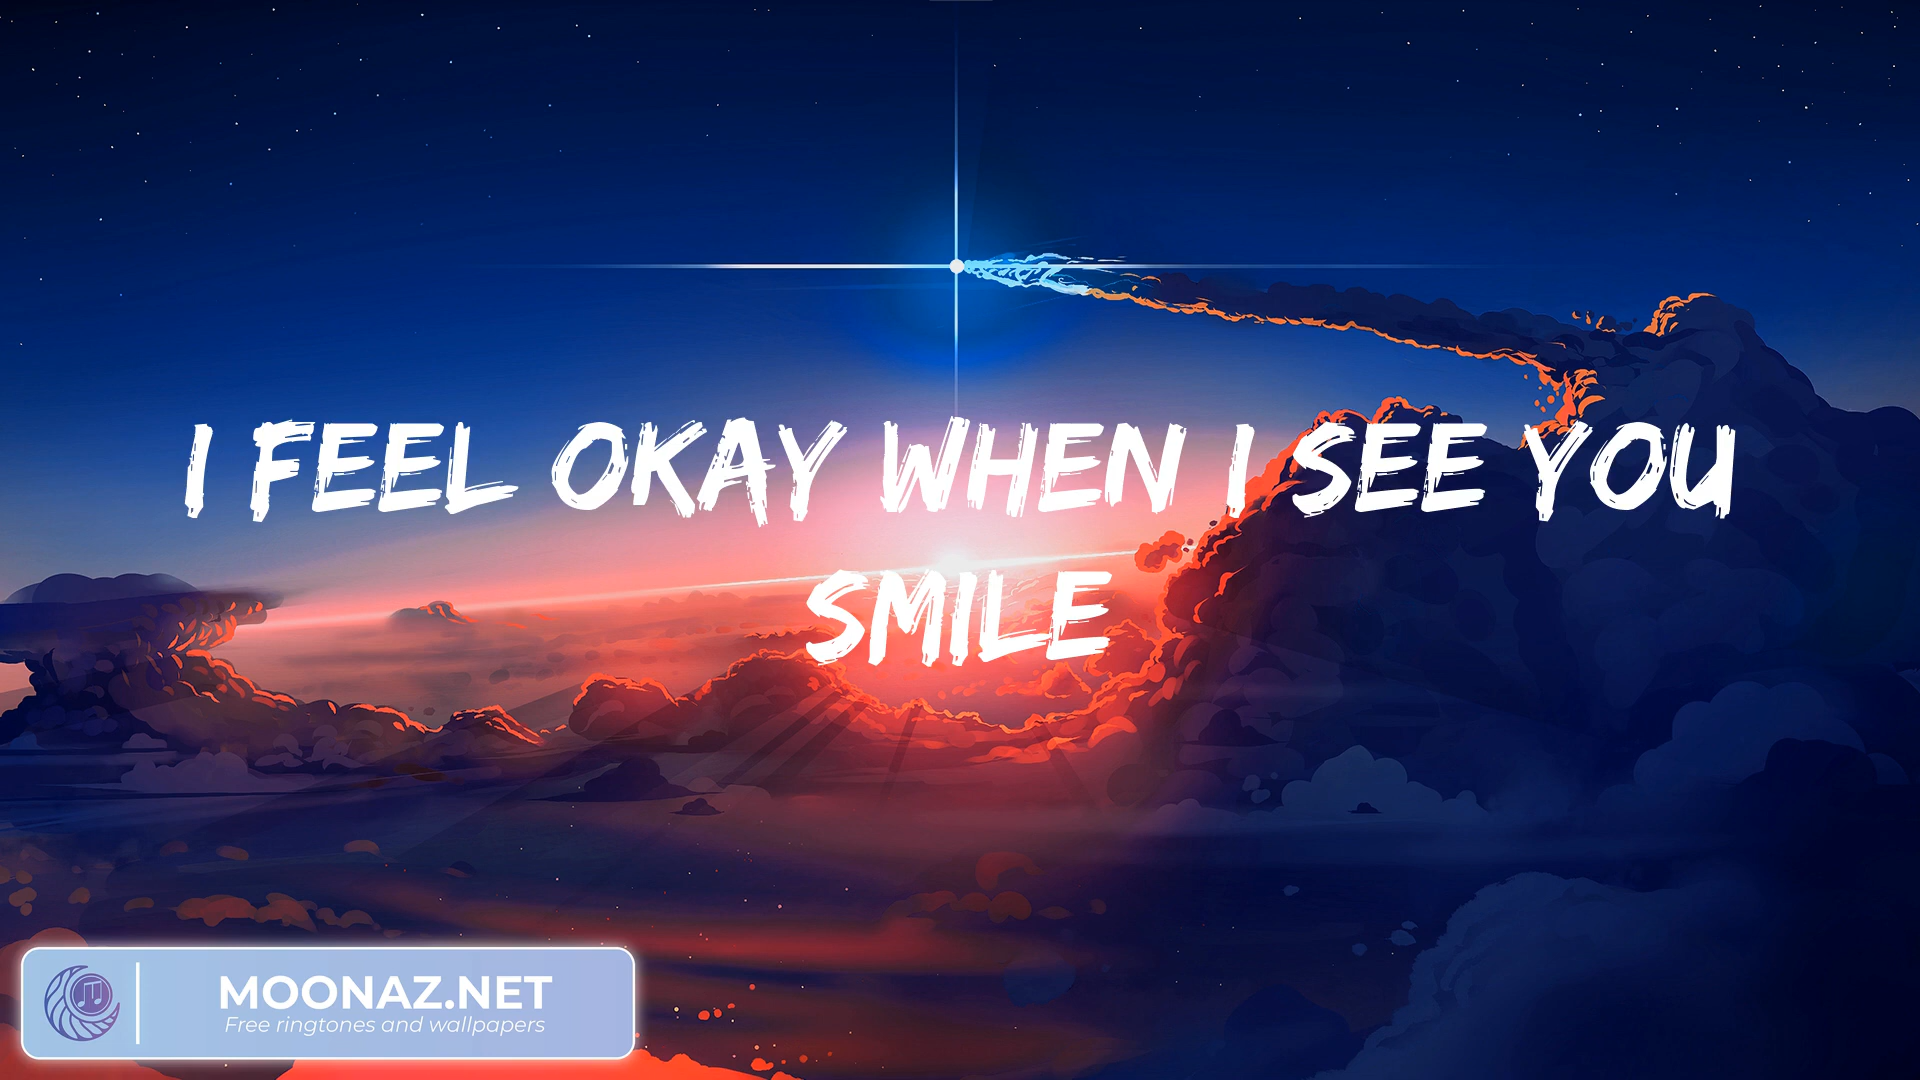 I FEEL OKAY WHEN I SEE YOU
SMILE
MOONAZ.NET
Free ringtones and wallpapers